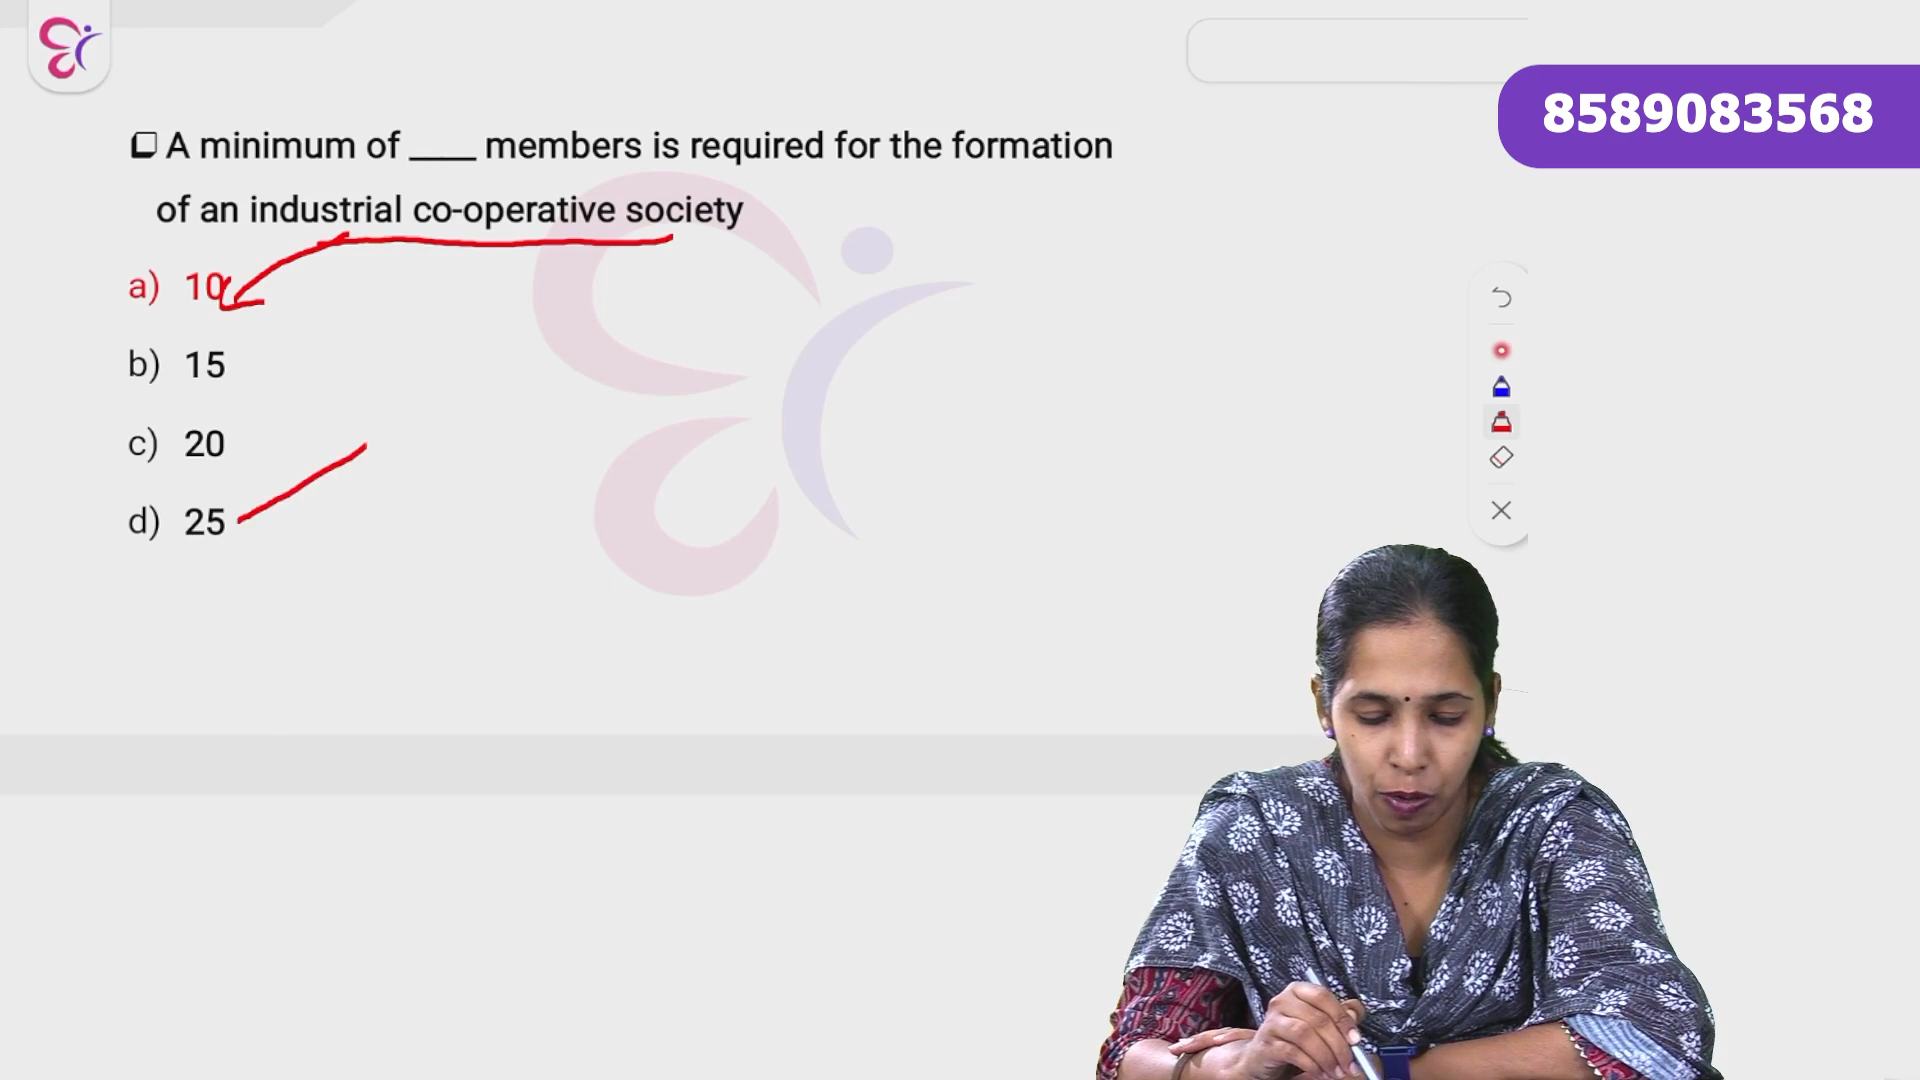 8589083568
❑ A minimum of ____ members is required for the formation
of an industrial co-operative society
a) 10
b) 15
c) 20
d) 25